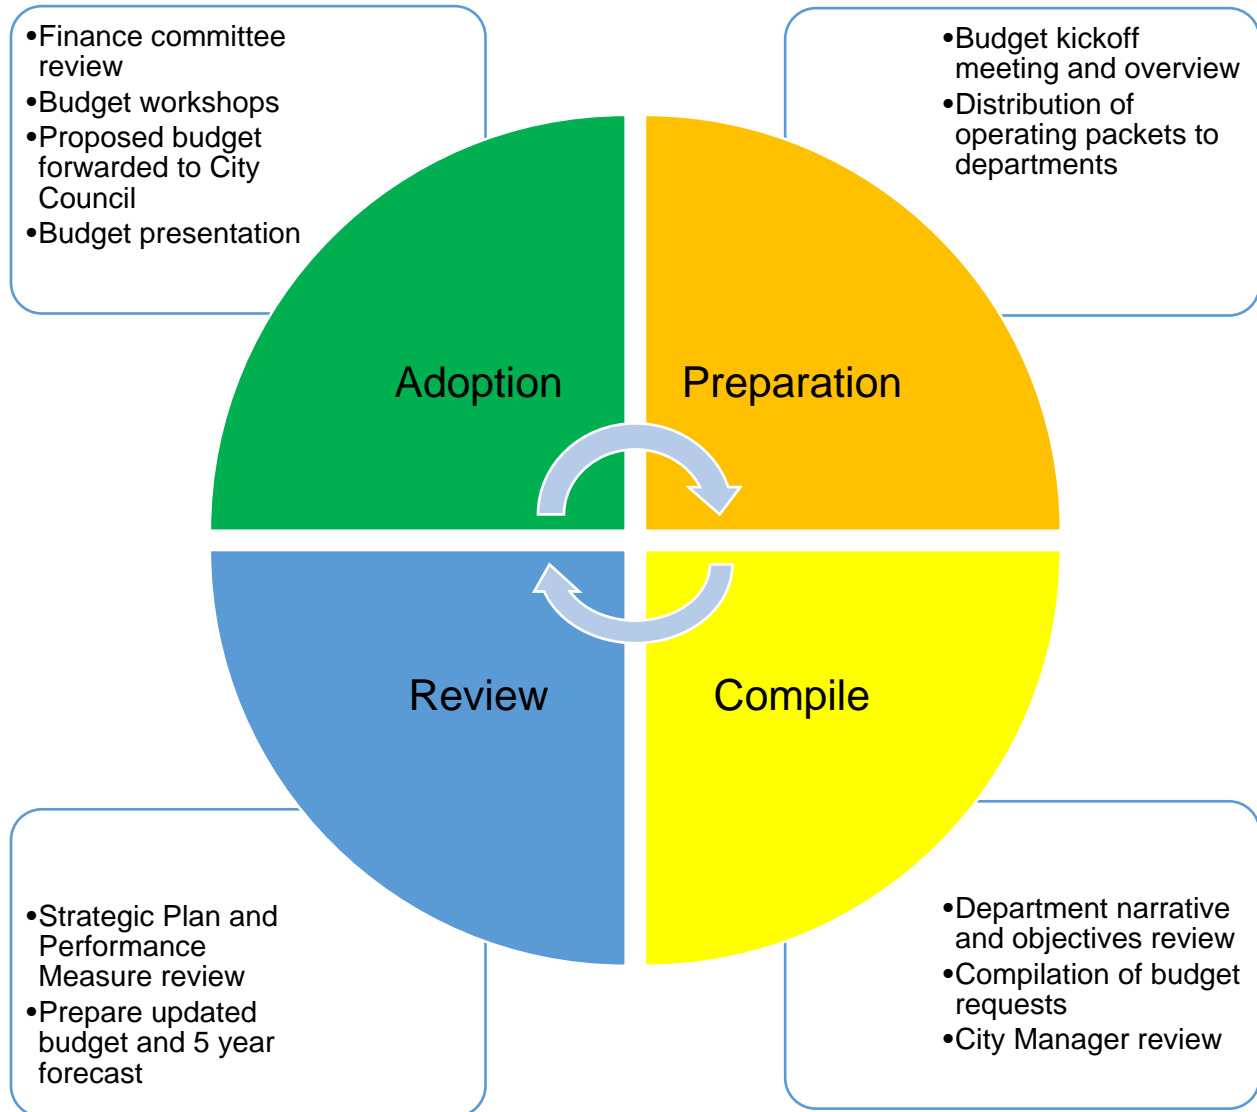 •Finance committee
review
•Budget workshops
•Proposed budget
forwarded to City
Council
•Budget presentation
•Budget kickoff
meeting and overview
•Distribution of
operating packets to
departments
Adoption
Preparation
Review
Compile
•Strategic Plan and
Performance
Measure review
•Prepare updated
budget and 5 year
forecast
•Department narrative
and objectives review
•Compilation of budget
requests
•City Manager review